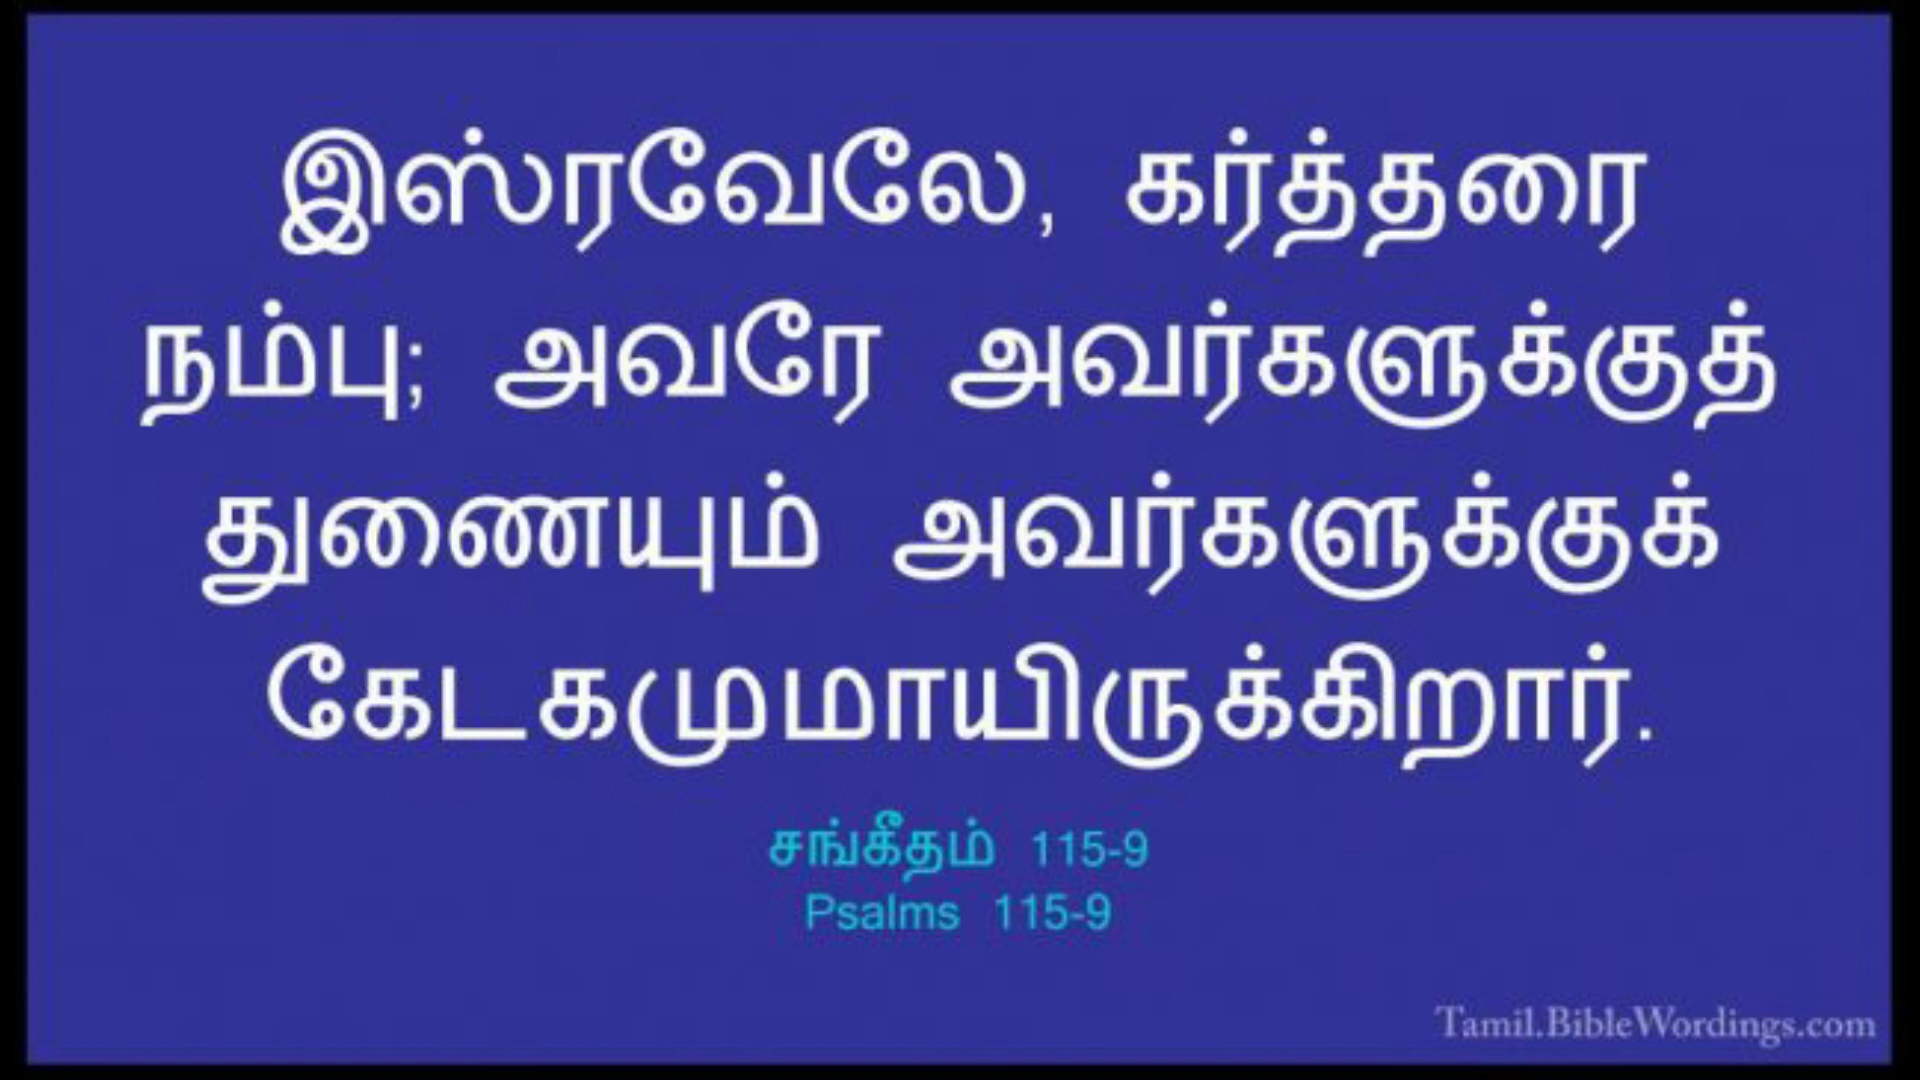 இஸ்ரவேலே, கர்த்தரை
நம்பு; அவரே அவர்களுக்குத்
துணையும் அவர்களுக்குக்
கேடகமுமாயிருக்கிறார்.
சங்கீதம் 115-9
Psalms 115-9
Tamil.BibleWordings.com